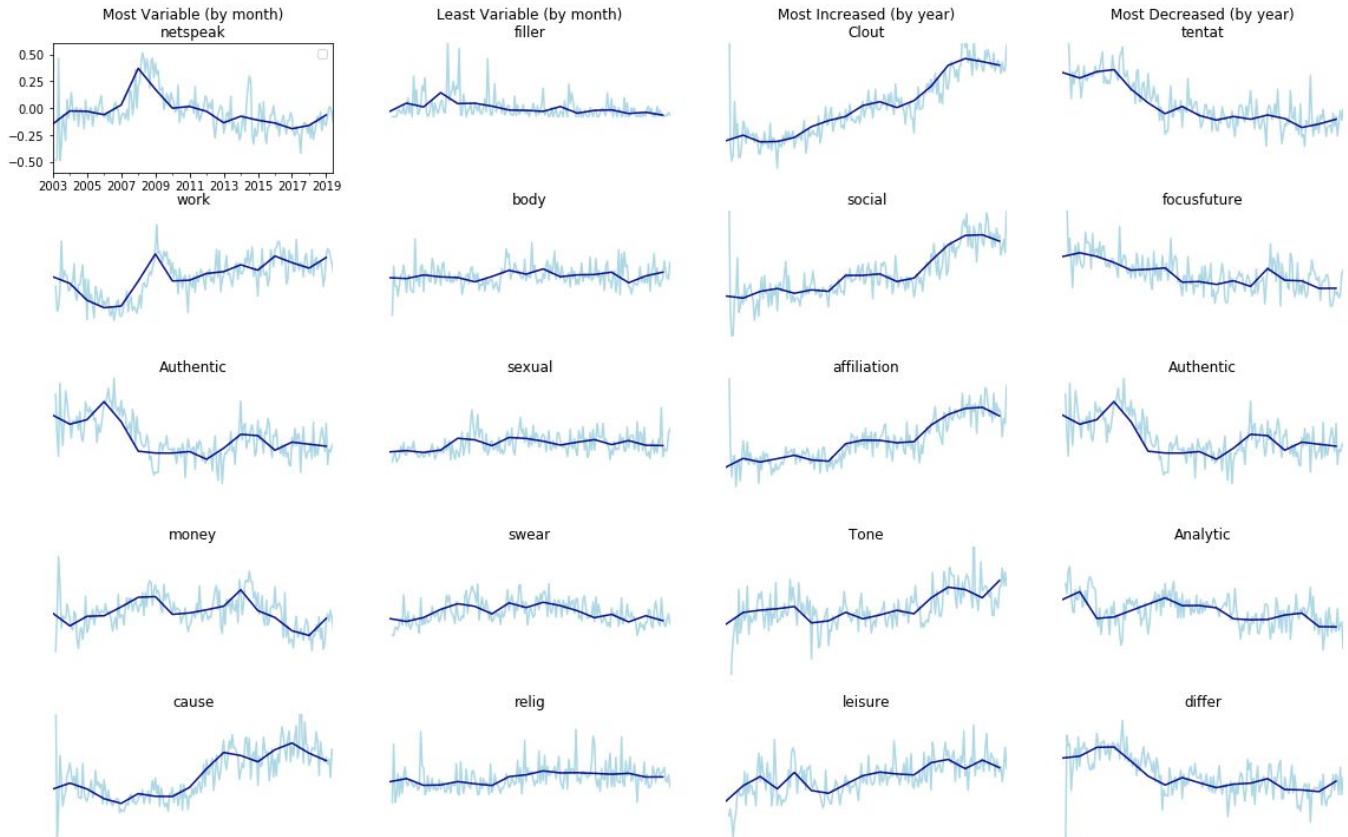 Most Variable (by month)
netspeak
Least Variable (by month)
filler
Most Increased (by year)
Clout
Most Decreased (by year)
tentat
0.50
0.25
0.00
−0.25
−0.50
2003 2005 2007 2009 2011 2013 2015 2017 2019
work
body
social
focusfuture
Authentic
sexual
affiliation
Authentic
money
swear
Tone
Analytic
cause
relig
leisure
differ